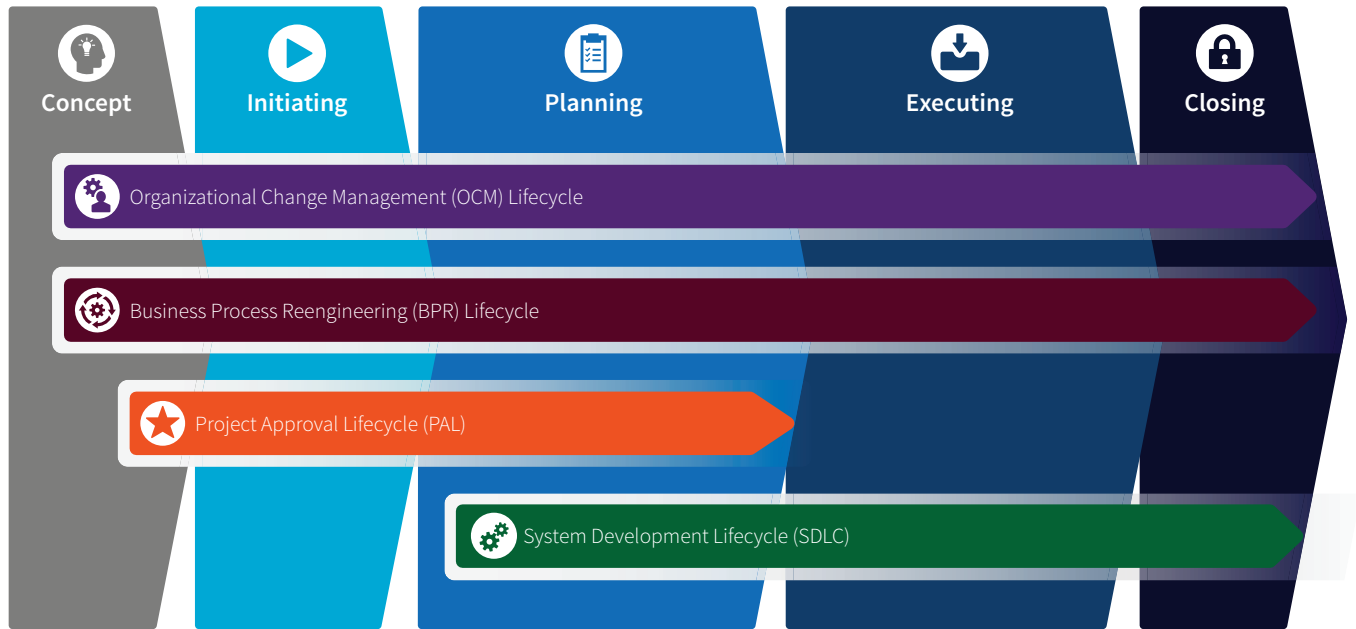 Concept
Initiating
Planning
Executing
Closing
Organizational Change Management (OCM) Lifecycle
Business Process Reengineering (BPR) Lifecycle
Project Approval Lifecycle (PAL)
System Development Lifecycle (SDLC)